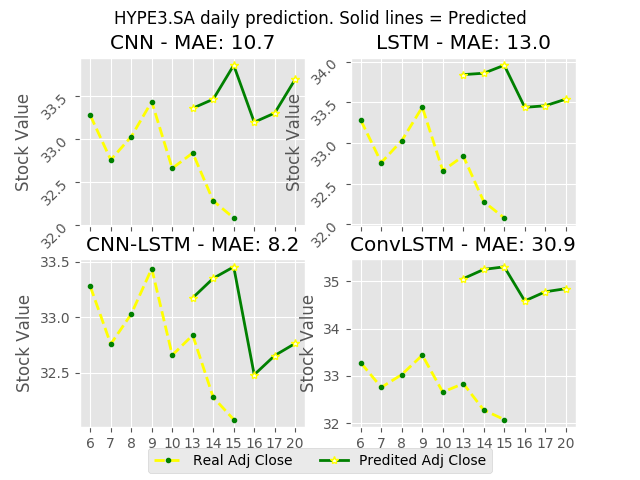 HYPE3.SA daily prediction. Solid lines = Predicted
CNN - MAE: 10.7
LSTM - MAE: 13.0
Stock Value
33.5
33.0
32.5
32.0
Stock Value
34.0
33.5
33.0
32.5
32.0
CNN-LSTM - MAE: 8.2
ConvLSTM - MAE: 30.9
Stock Value
33.5
33.0
32.5
6 7 8 9 10 13 14 15 16 17 20
Stock Value
35
34
33
32
6 7 8 9 10 13 14 15 16 17 20
Real Adj Close
Predited Adj Close